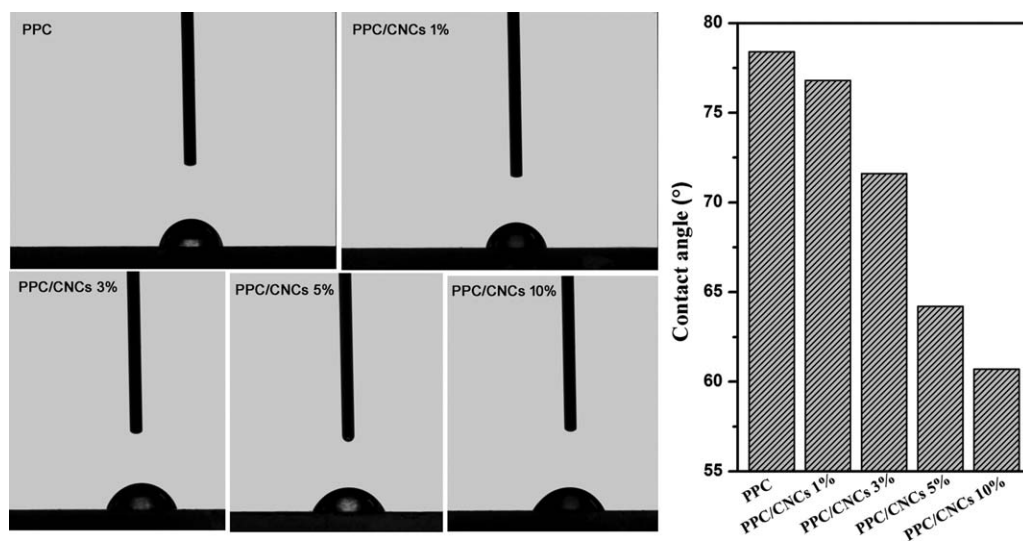 PPC
PPC/CNCs 1%
PPC/CNCs 3%
PPC/CNCs 5%
PPC/CNCs 10%
Contact angle (°)
80
75
70
65
60
55
PPC
PPC/CNCs 1%
PPC/CNCs 3%
PPC/CNCs 5%
PPC/CNCs 10%